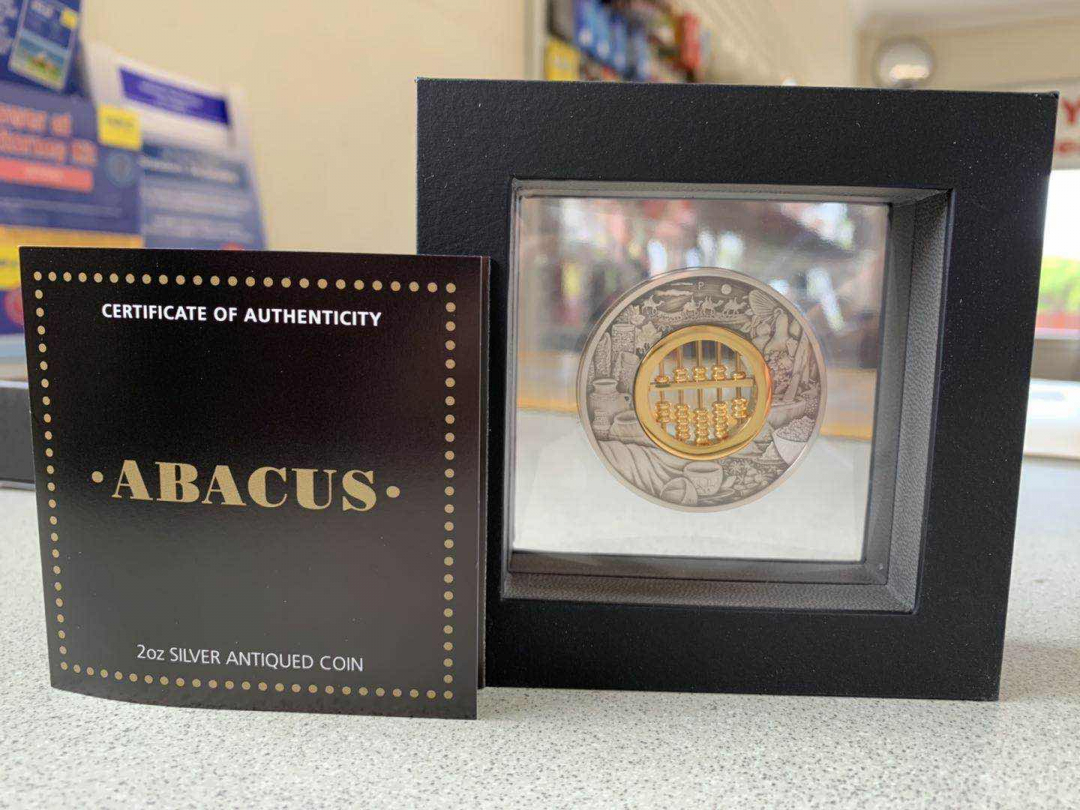 CERTIFICATE OF AUTHENTICITY
·ABACUS·
2oz SILVER ANTIQUED COIN
P